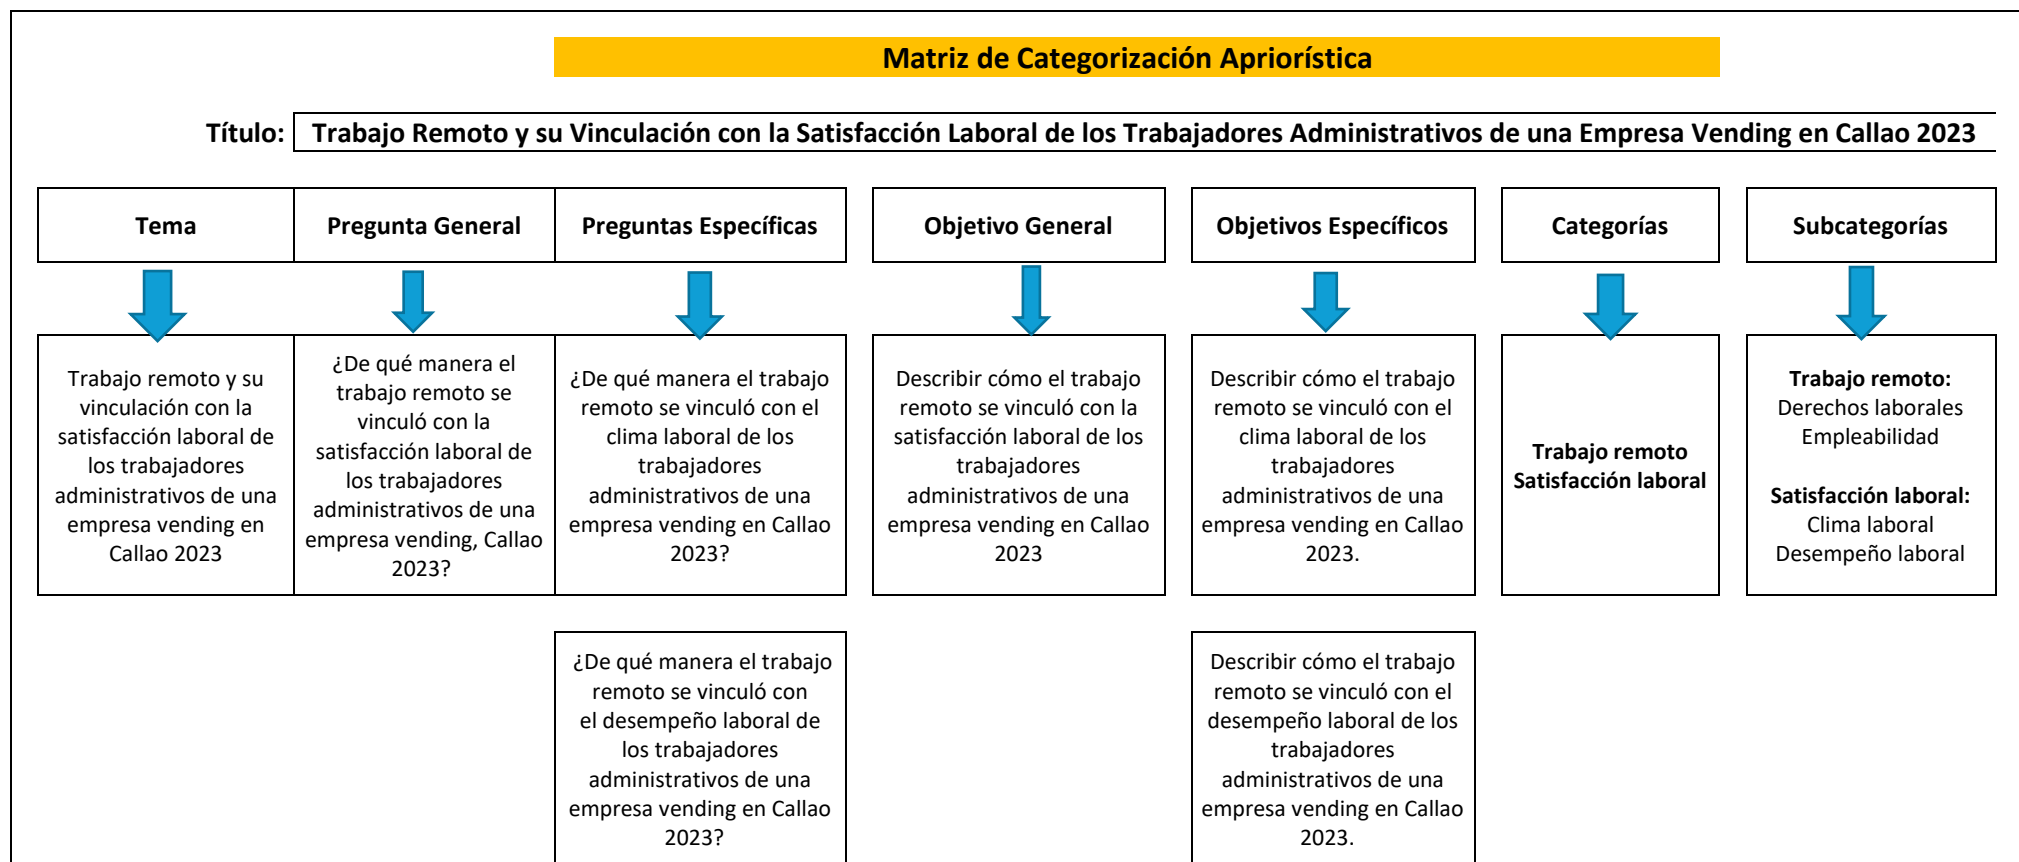 Matriz de Categorización Apriorística
Título: Trabajo Remoto y su Vinculación con la Satisfacción Laboral de los Trabajadores Administrativos de una Empresa Vending en Callao 2023
Tema
Pregunta General
Preguntas Específicas
Objetivo General
Objetivos Específicos
Categorías
Subcategorías
Trabajo remoto y su
vinculación con la
satisfacción laboral de
los trabajadores
administrativos de una
empresa vending en
Callao 2023
¿De qué manera el
trabajo remoto se
vinculó con la
satisfacción laboral de
los trabajadores
administrativos de una
empresa vending, Callao
2023?
¿De qué manera el trabajo
remoto se vinculó con el
clima laboral de los
trabajadores
administrativos de una
empresa vending en Callao
2023?
Describir cómo el trabajo
remoto se vinculó con la
satisfacción laboral de los
trabajadores
administrativos de una
empresa vending en Callao
2023
Describir cómo el trabajo
remoto se vinculó con el
clima laboral de los
trabajadores
administrativos de una
empresa vending en Callao
2023.
Trabajo remoto
Satisfacción laboral
Trabajo remoto:
Derechos laborales
Empleabilidad
Satisfacción laboral:
Clima laboral
Desempeño laboral
¿De qué manera el trabajo
remoto se vinculó con
el desempeño laboral de
los trabajadores
administrativos de una
empresa vending en Callao
2023?
Describir cómo el trabajo
remoto se vinculó con el
desempeño laboral de los
trabajadores
administrativos de una
empresa vending en Callao
2023.